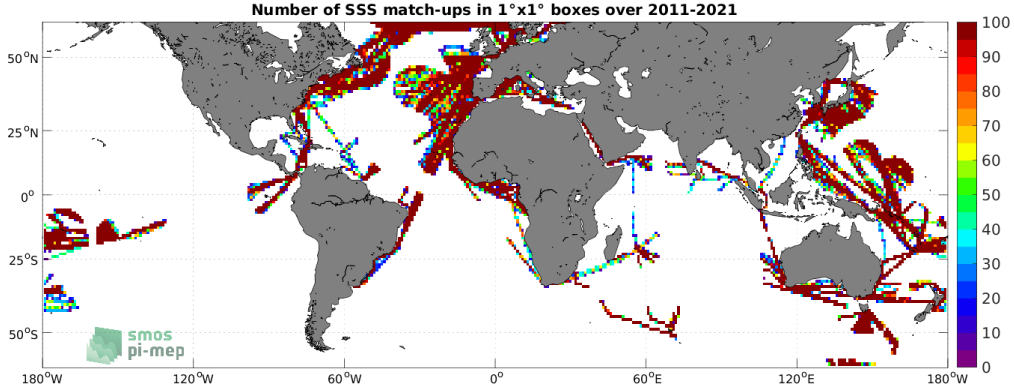 Number of SSS match-ups in 1°x1° boxes over 2011-2021
50°N
25°N
0°
25°S
50°S
180°W
120°W
60°W
0°
60°E
120°E
180°W
100
90
80
70
60
50
40
30
20
10
0
smos
pi-mep